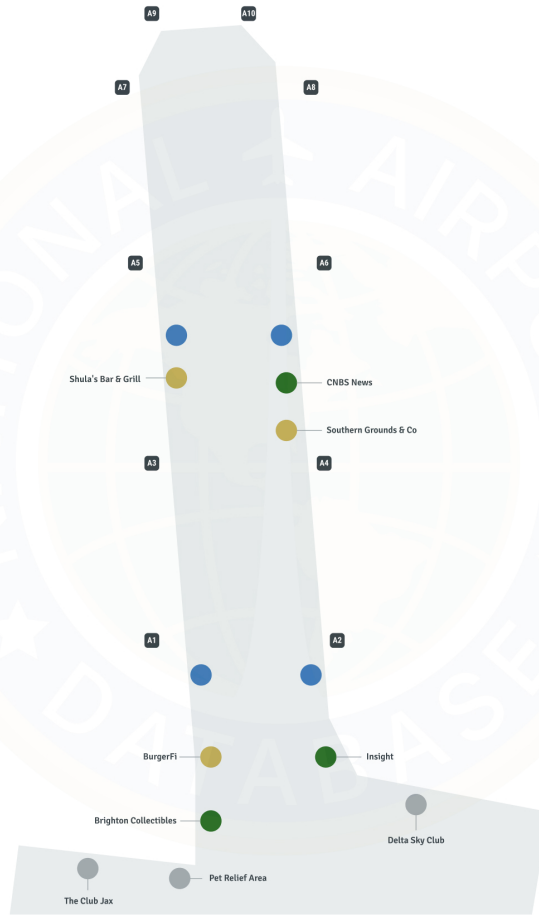 A9
A10
A7
A8
A5
A6
Shula's Bar & Grill
CNBS News
Southern Grounds & Co
A3
A4
A1
A2
BurgerFi
Insight
Brighton Collectibles
Delta Sky Club
Pet Relief Area
The Club Jax
DATABASE